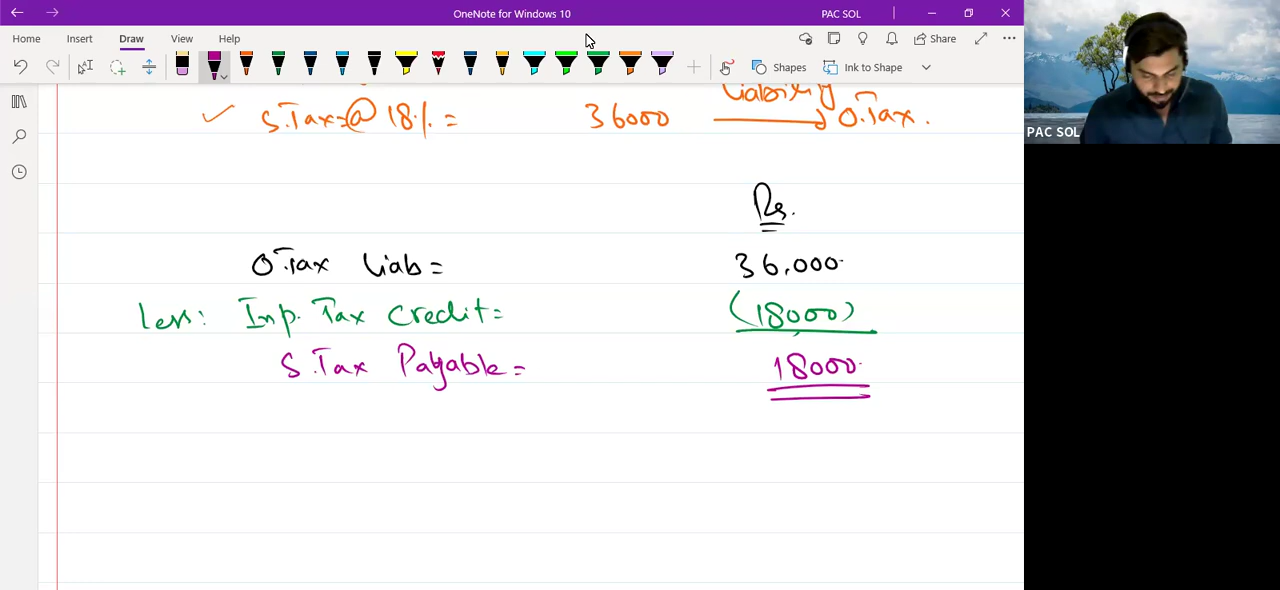 OneNote for Windows 10
PAC SOL
Home Insert Draw View Help
Share
Shapes
Ink to Shape
PAC SOL
Liability
✓ S.Tax=@ 18% = 36000 → O.Tax.
Rs.
O.Tax Liab = 36,000
Less: Inp. Tax Credit = (18000)
S.Tax Payable = 18000